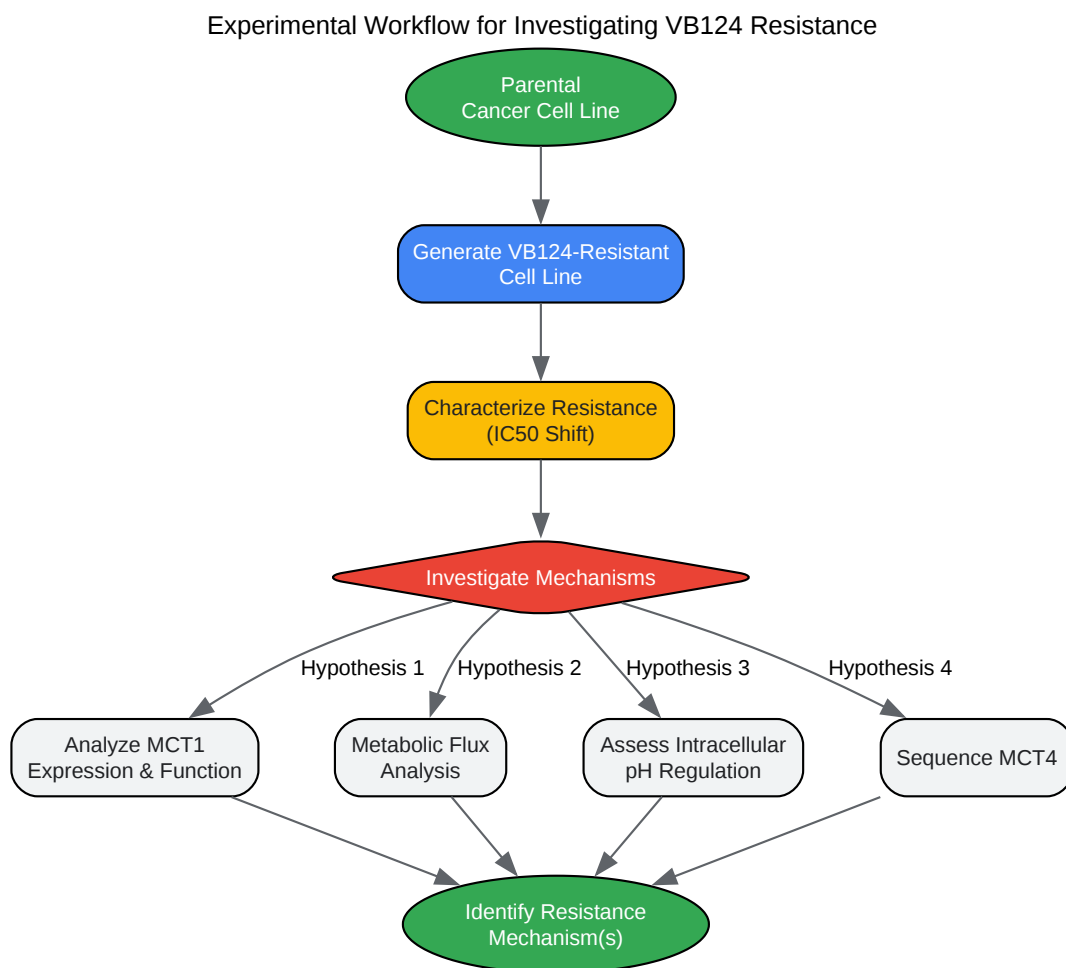 Experimental Workflow for Investigating VB124 Resistance
Parental
Cancer Cell Line
Generate VB124-Resistant
Cell Line
Characterize Resistance
(IC50 Shift)
Investigate Mechanisms
Hypothesis 1
Hypothesis 2
Hypothesis 3
Hypothesis 4
Analyze MCT1
Expression & Function
Metabolic Flux
Analysis
Assess Intracellular
pH Regulation
Sequence MCT4
Identify Resistance
Mechanism(s)